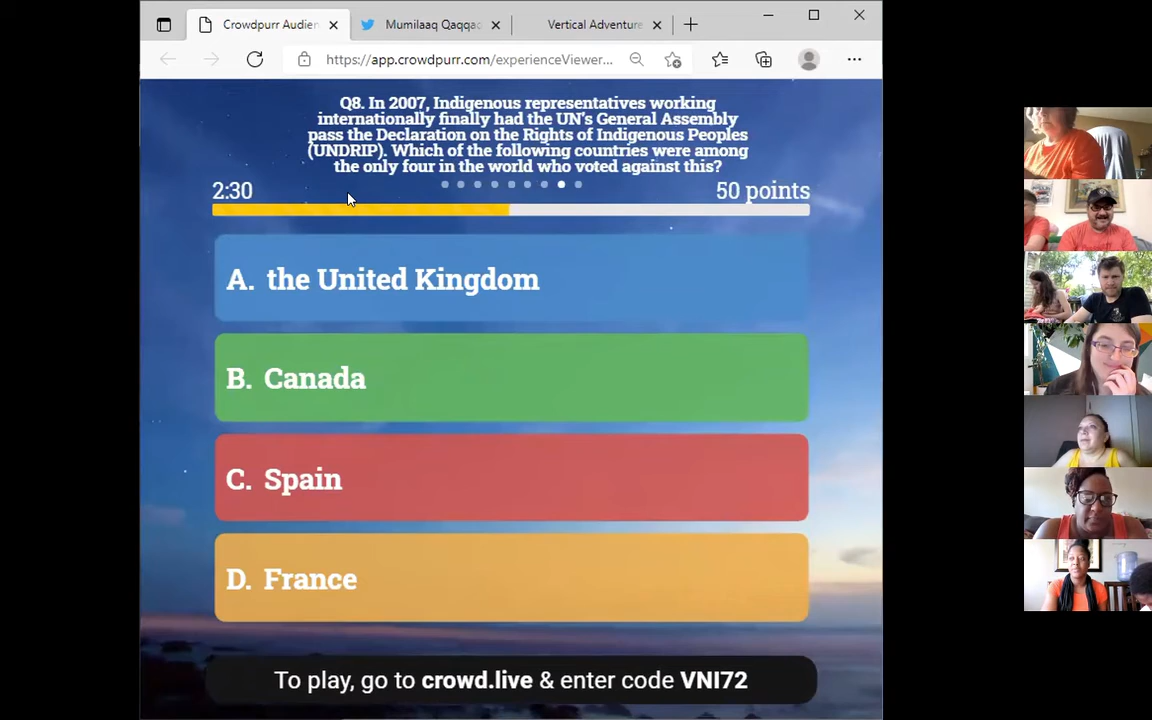 Crowdpurr Audien
Mumilaaq Qaqqaq
Vertical Adventure
https://app.crowdpurr.com/experienceViewer...
Q8. In 2007, Indigenous representatives working
internationally finally had the UN's General Assembly
pass the Declaration on the Rights of Indigenous Peoples
(UNDRIP). Which of the following countries were among
the only four in the world who voted against this?
2:30
50 points
A. the United Kingdom
B. Canada
C. Spain
D. France
To play, go to crowd.live & enter code VNI72